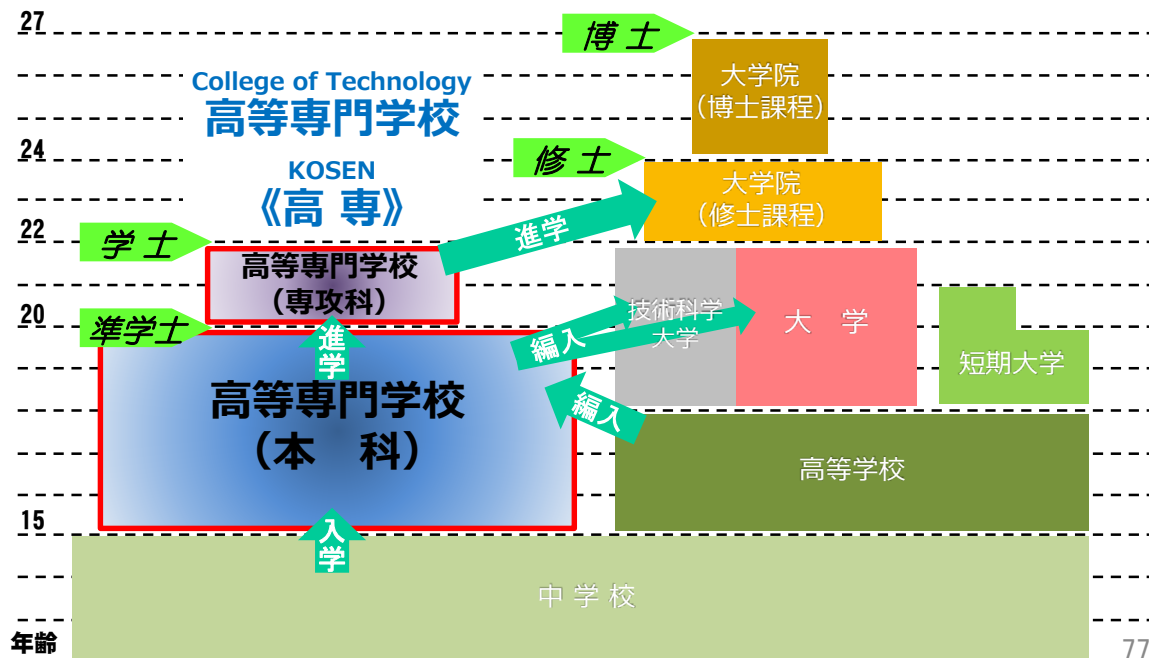 27
博 士
大学院
（博士課程）
College of Technology
高等専門学校
24
修 士
KOSEN
《高 専》
大学院
（修士課程）
進学
22
学 士
高等専門学校
（専攻科）
20
準学士
進学
編入
技術科学
大学
大　学
短期大学
高等専門学校
（本　科）
編入
高等学校
15
入学
中 学 校
年齢
77